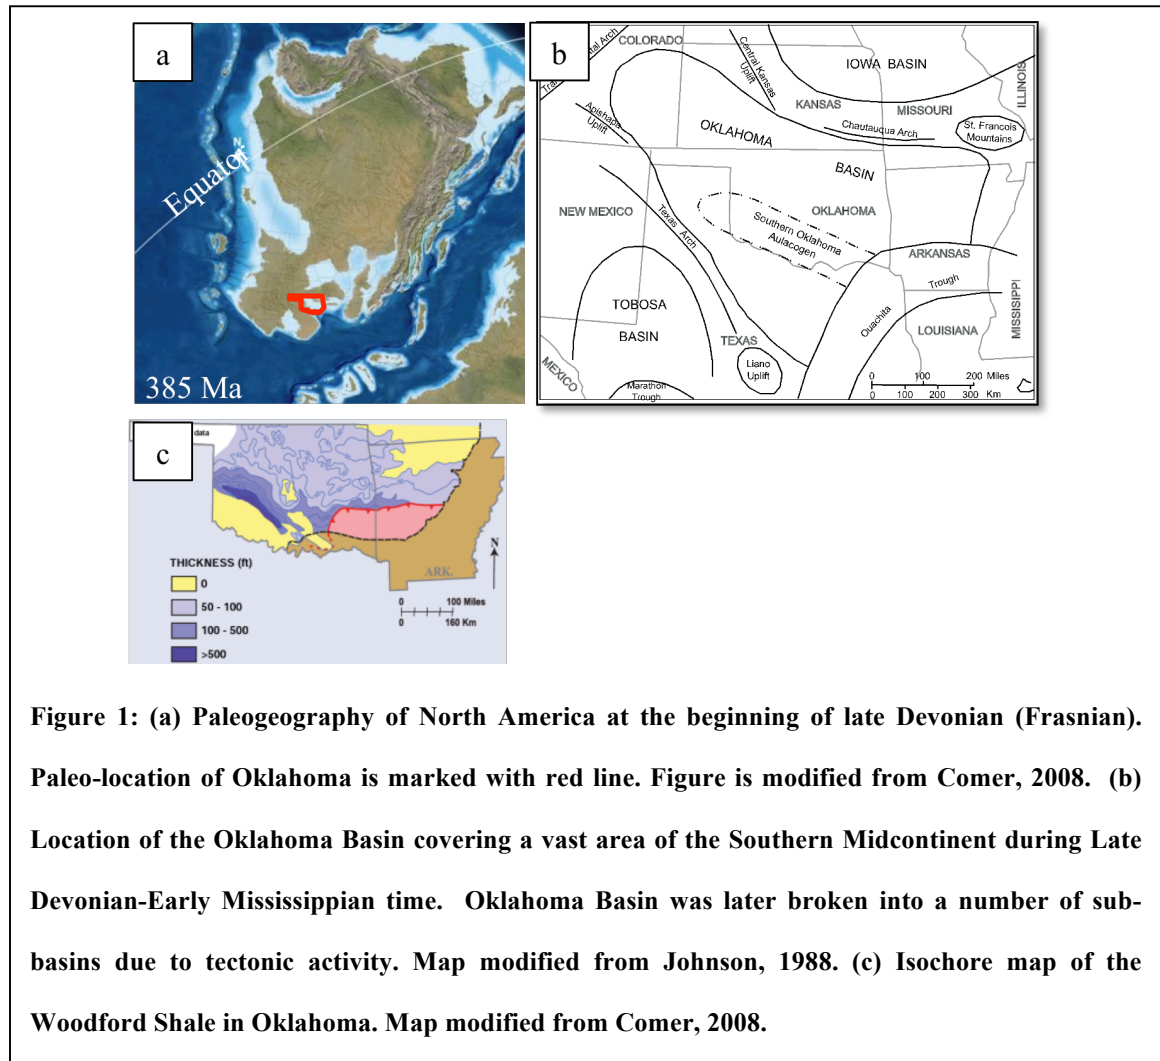 a
N
Equator
385 Ma
b
COLORADO
Central Kansas
Uplift
IOWA BASIN
ILLINOIS
KANSAS
MISSOURI
Apishapa
Uplift
OKLAHOMA
Chautauqua Arch
St. Francois
Mountains
BASIN
NEW MEXICO
Texas Arch
OKLAHOMA
Southern Oklahoma
Aulacogen
ARKANSAS
Trough
MISSISSIPPI
TOBOSA
BASIN
TEXAS
Ouachita
LOUISIANA
Liano
Uplift
MEXICO
Marathon
Trough
0 100 200 Miles
0 100 200 300 Km
c
data
THICKNESS (ft)
0
50 - 100
100 - 500
>500
ARK.
N
0 100 Miles
0 160 Km
Figure 1: (a) Paleogeography of North America at the beginning of late Devonian (Frasnian).
Paleo-location of Oklahoma is marked with red line. Figure is modified from Comer, 2008. (b)
Location of the Oklahoma Basin covering a vast area of the Southern Midcontinent during Late
Devonian-Early Mississippian time. Oklahoma Basin was later broken into a number of sub-
basins due to tectonic activity. Map modified from Johnson, 1988. (c) Isochore map of the
Woodford Shale in Oklahoma. Map modified from Comer, 2008.